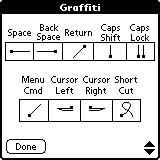 Graffiti
Space Back Space Return Caps Shift Caps Lock
Menu Cmd Cursor Left Cursor Right Short Cut
Done